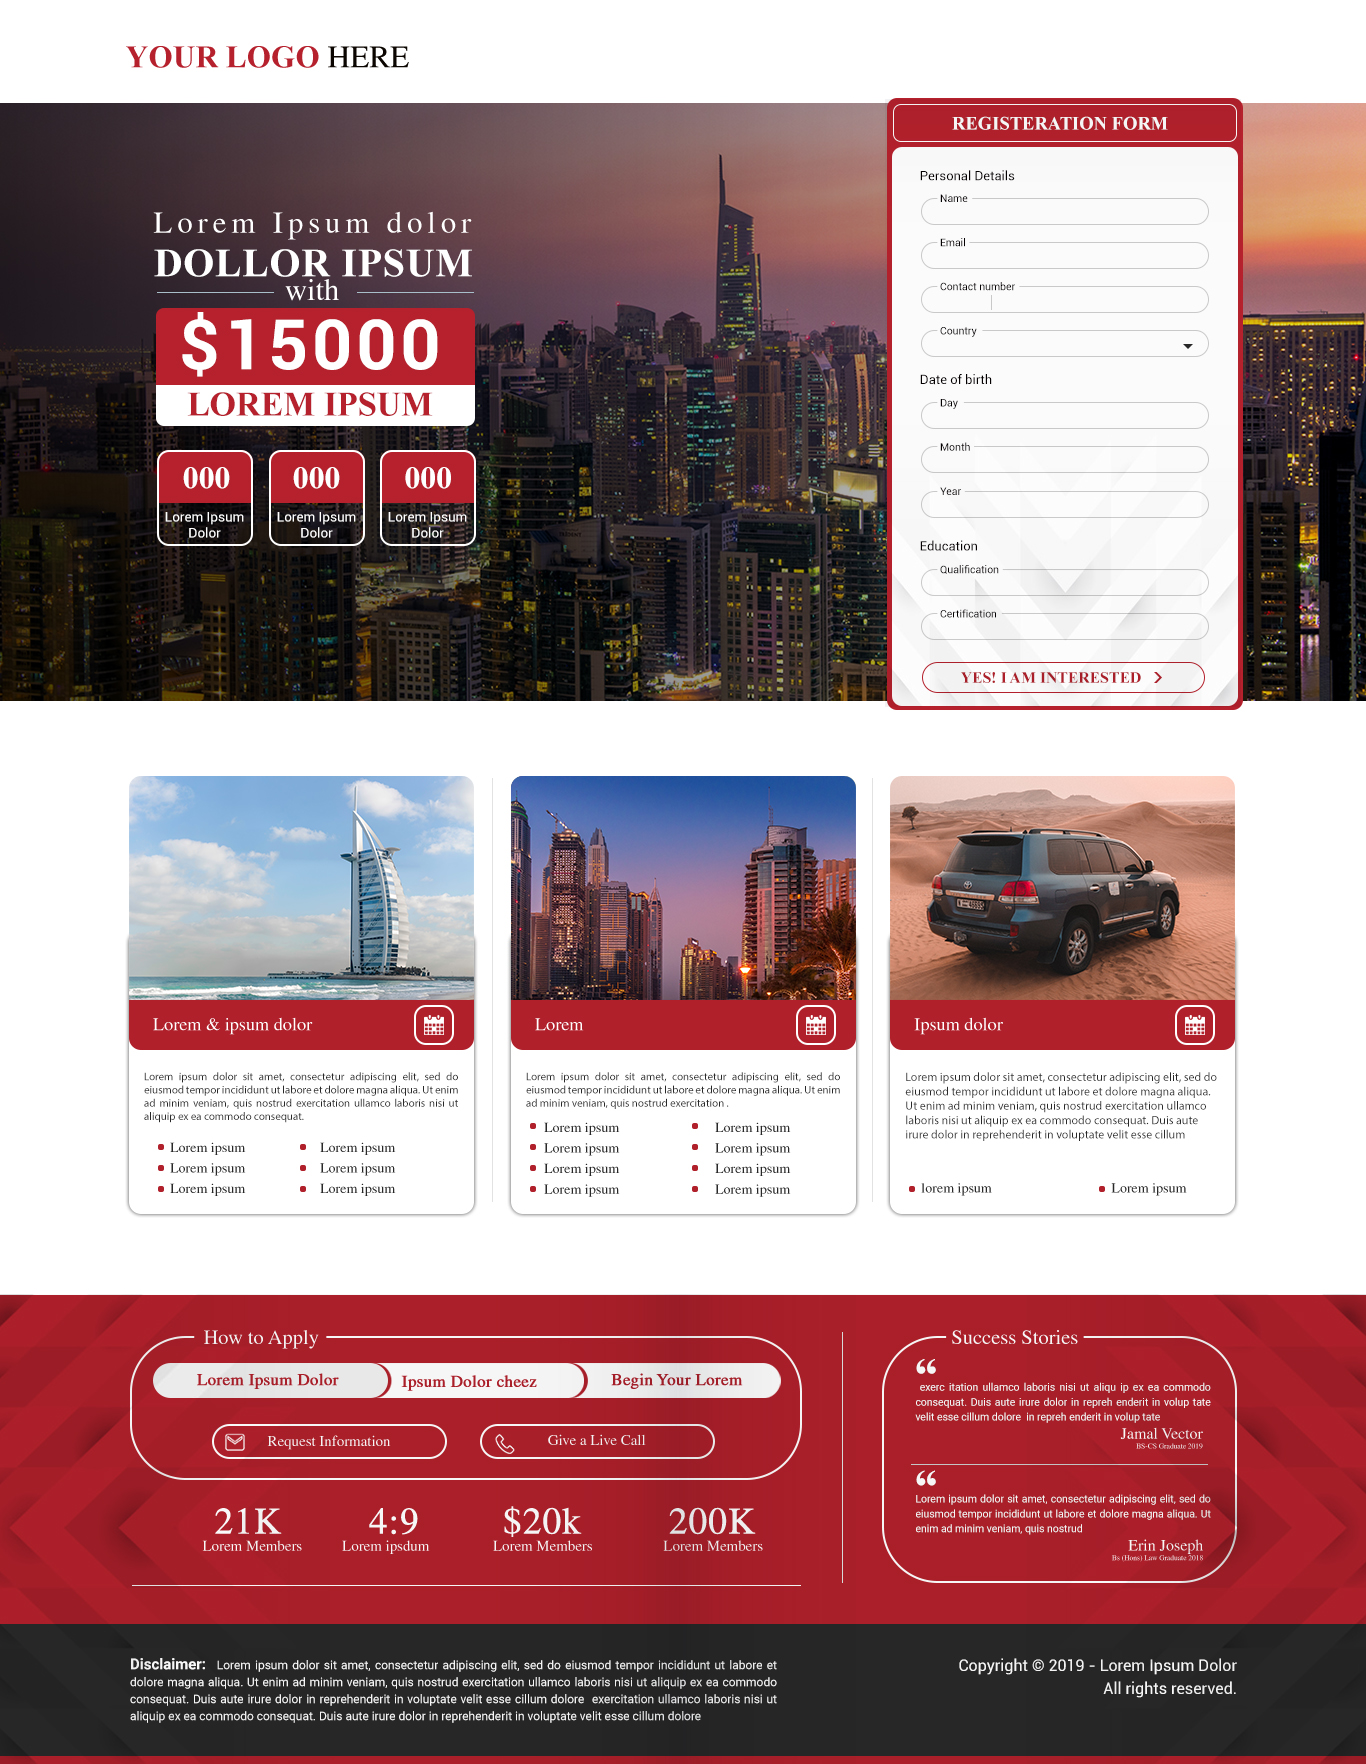 YOUR LOGO HERE
Lorem Ipsum dolor
DOLLOR IPSUM
with
$15000
LOREM IPSUM
000
Lorem Ipsum
Dolor
000
Lorem Ipsum
Dolor
000
Lorem Ipsum
Dolor
REGISTERATION FORM
Personal Details
Name
Email
Contact number
Country
Date of birth
Day
Month
Year
Education
Qualification
Certification
YES! I AM INTERESTED
Lorem & ipsum dolor
Lorem ipsum dolor sit amet, consectetur adipiscing elit, sed do
eiusmod tempor incididunt ut labore et dolore magna aliqua. Ut enim
ad minim veniam, quis nostrud exercitation ullamco laboris nisi ut
aliquip ex ea commodo consequat.
Lorem ipsum
Lorem ipsum
Lorem ipsum
Lorem ipsum
Lorem ipsum
Lorem ipsum
Lorem
Lorem ipsum dolor sit amet, consectetur adipiscing elit, sed do
eiusmod tempor incididunt ut labore et dolore magna aliqua. Ut enim
ad minim veniam, quis nostrud exercitation .
Lorem ipsum
Lorem ipsum
Lorem ipsum
Lorem ipsum
Lorem ipsum
Lorem ipsum
Lorem ipsum
Lorem ipsum
Ipsum dolor
Lorem ipsum dolor sit amet, consectetur adipiscing elit, sed do
eiusmod tempor incididunt ut labore et dolore magna aliqua.
Ut enim ad minim veniam, quis nostrud exercitation ullamco
laboris nisi ut aliquip ex ea commodo consequat. Duis aute
irure dolor in reprehenderit in voluptate velit esse cillum
lorem ipsum
Lorem ipsum
How to Apply
Lorem Ipsum Dolor
Ipsum Dolor cheez
Begin Your Lorem
Request Information
Give a Live Call
21K
Lorem Members
4:9
Lorem ipsdum
$20k
Lorem Members
200K
Lorem Members
Success Stories
“
exerc itation ullamco laboris nisi ut aliqu ip ex ea commodo
consequat. Duis aute irure dolor in repreh enderit in volup tate
velit esse cillum dolore in repreh enderit in volup tate
Jamal Vector
BS-CS Graduate 2019
“
Lorem ipsum dolor sit amet, consectetur adipiscing elit, sed do
eiusmod tempor incididunt ut labore et dolore magna aliqua. Ut
enim ad minim veniam, quis nostrud
Erin Joseph
Bs (Hons) Law Graduate 2018
Disclaimer: Lorem ipsum dolor sit amet, consectetur adipiscing elit, sed do eiusmod tempor incididunt ut labore et
dolore magna aliqua. Ut enim ad minim veniam, quis nostrud exercitation ullamco laboris nisi ut aliquip ex ea commodo
consequat. Duis aute irure dolor in reprehenderit in voluptate velit esse cillum dolore exercitation ullamco laboris nisi ut
aliquip ex ea commodo consequat. Duis aute irure dolor in reprehenderit in voluptate velit esse cillum dolore
Copyright © 2019 - Lorem Ipsum Dolor
All rights reserved.